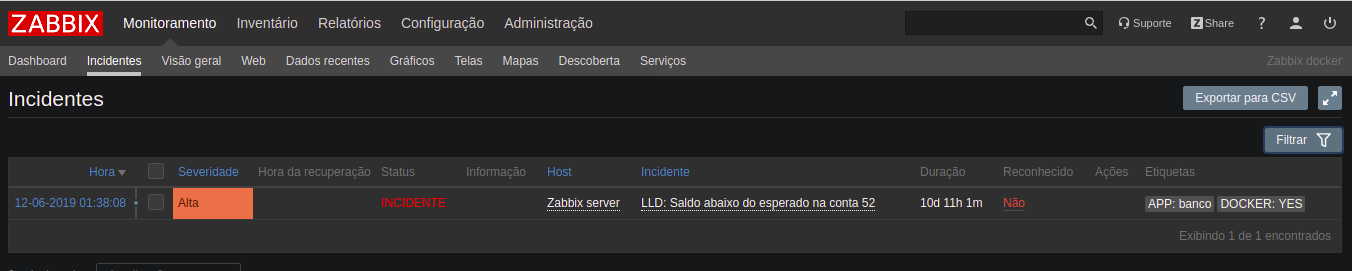 ZABBIX Monitoramento Inventário Relatórios Configuração Administração Suporte Z Share ?
Dashboard Incidentes Visão geral Web Dados recentes Gráficos Telas Mapas Descoberta Serviços Zabbix docker
Incidentes Exportar para CSV
Filtrar
Hora Severidade Hora da recuperação Status Informação Host Incidente Duração Reconhecido Ações Etiquetas
12-06-2019 01:38:08 Alta INCIDENTE Zabbix server LLD: Saldo abaixo do esperado na conta 52 10d 11h 1m Não APP: banco DOCKER: YES
Exibindo 1 de 1 encontrados